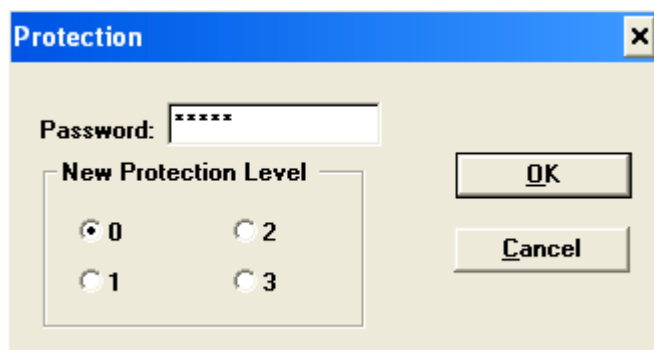 Protection
Password: *****
New Protection Level
0 2
1 3
OK
Cancel